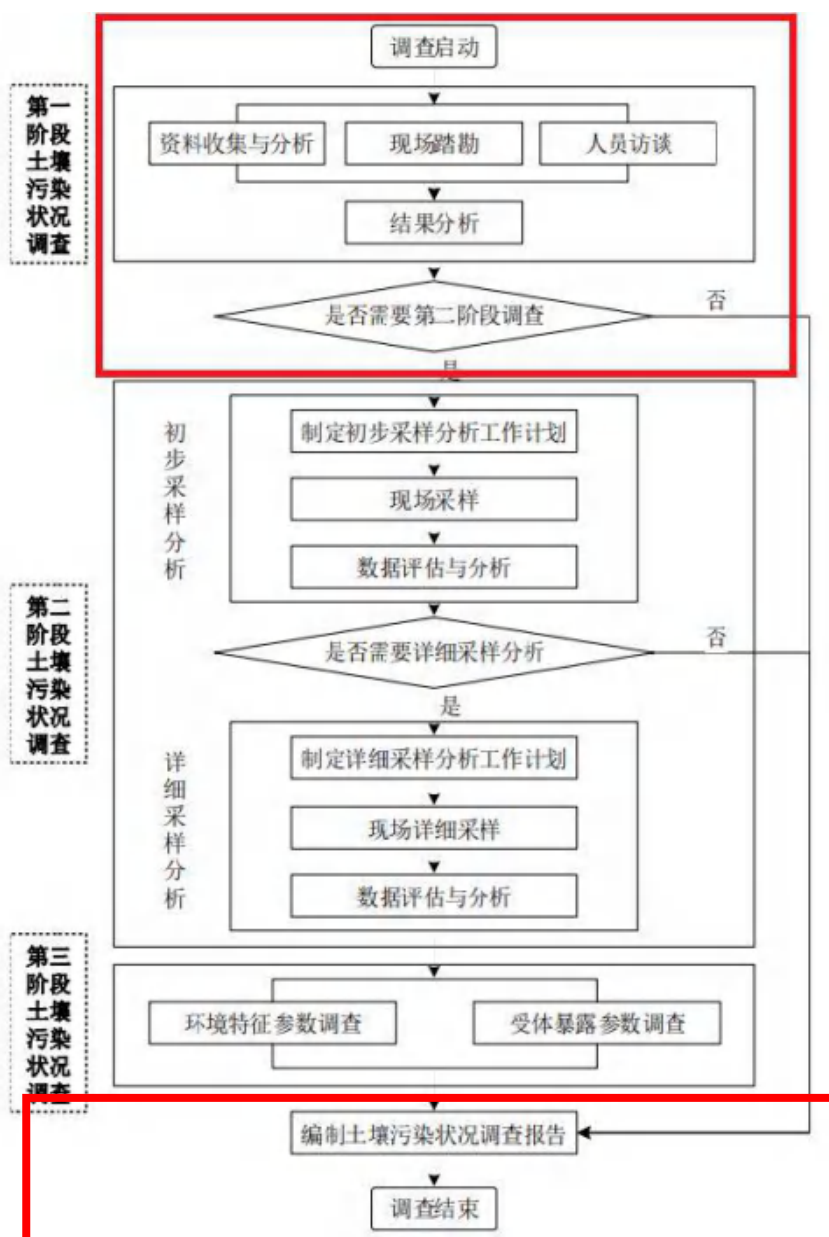 调查启动
第一
阶段
土壤
污染
状况
调查
资料收集与分析
现场踏勘
人员访谈
结果分析
是否需要第二阶段调查
否
是
初
步
采
样
分
析
制定初步采样分析工作计划
现场采样
数据评估与分析
第二
阶段
土壤
污染
状况
调查
是否需要详细采样分析
否
是
详
细
采
样
分
析
制定详细采样分析工作计划
现场详细采样
数据评估与分析
第三
阶段
土壤
污染
状况
调查
环境特征参数调查
受体暴露参数调查
编制土壤污染状况调查报告
调查结束